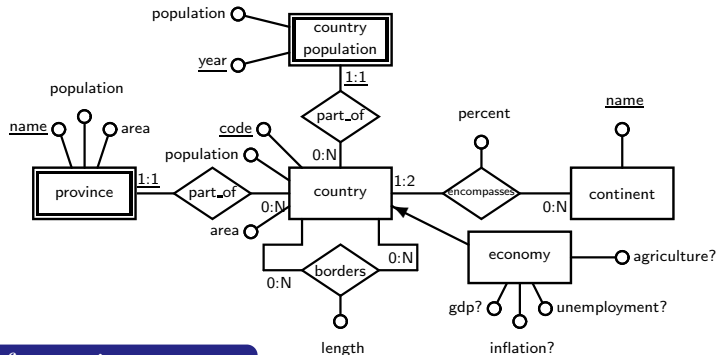 population
country
population
year
1:1
population
part_of
percent
name
name
area
code
0:N
population
province
1:1
part_of
0:N
country
1:2
encompasses
0:N
continent
area
economy
agriculture?
0:N
borders
0:N
gdp?
unemployment?
length
inflation?